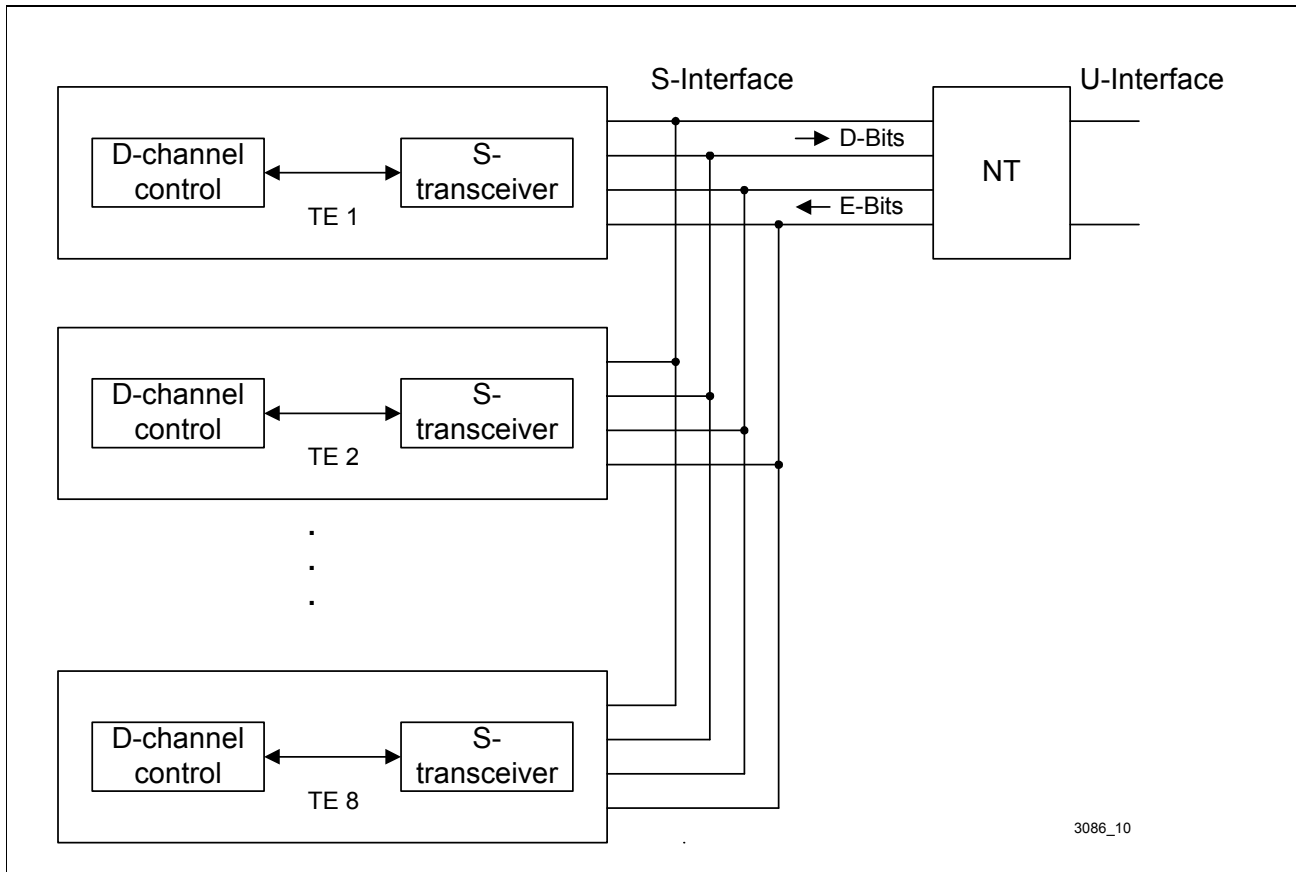 S-Interface
U-Interface
D-channel
control
S-
transceiver
TE 1
D-Bits
E-Bits
NT
D-channel
control
S-
transceiver
TE 2
.
.
.
D-channel
control
S-
transceiver
TE 8
3086_10
.